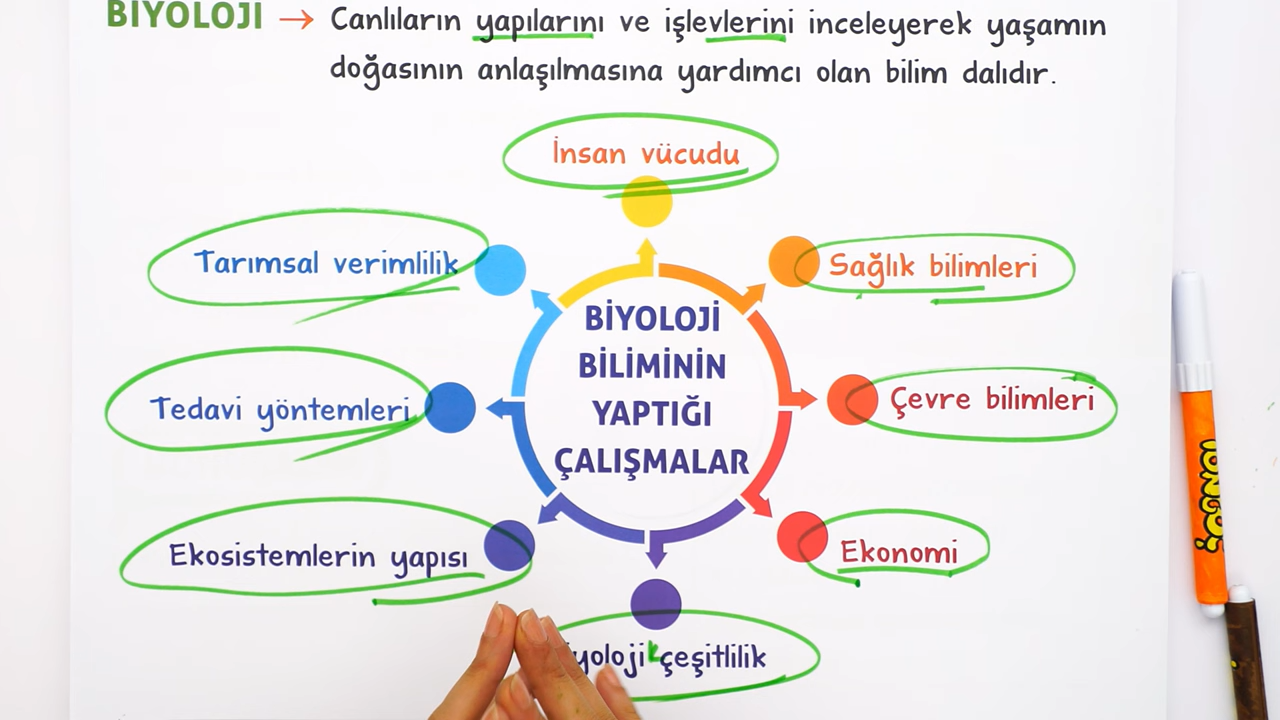 BİYOLOJİ → Canlıların yapılarını ve işlevlerini inceleyerek yaşamın
doğasının anlaşılmasına yardımcı olan bilim dalıdır.
İnsan vücudu
Tarımsal verimlilik
Sağlık bilimleri
BİYOLOJİ
BİLİMİNİN
YAPTIĞI
ÇALIŞMALAR
Tedavi yöntemleri
Çevre bilimleri
Ekosistemlerin yapısı
Ekonomi
çeşitlilik